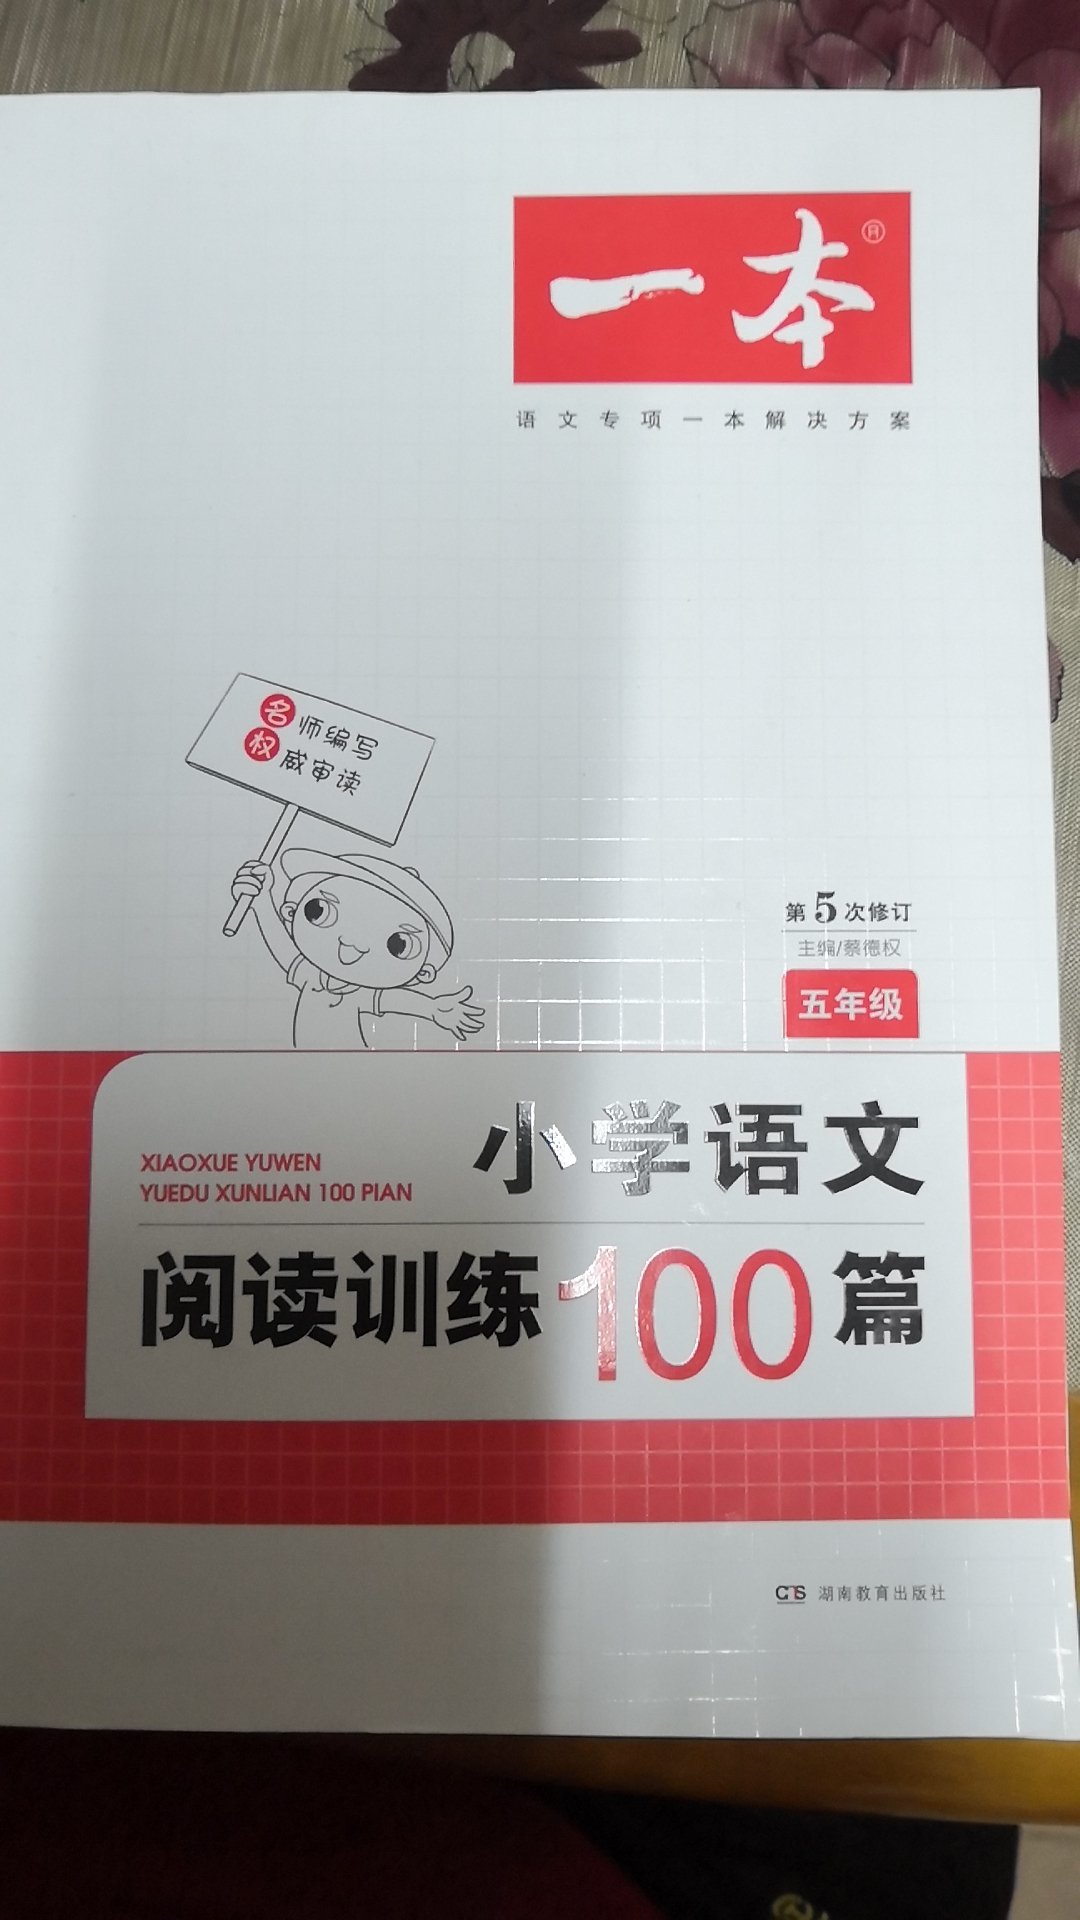 一本
语文专项一本解决方案
名师编写
权威审读
第5次修订
主编/蔡德权
五年级
小学语文
XIAOXUE YUWEN
YUEDU XUNLIAN 100 PIAN
阅读训练100篇
湖南教育出版社